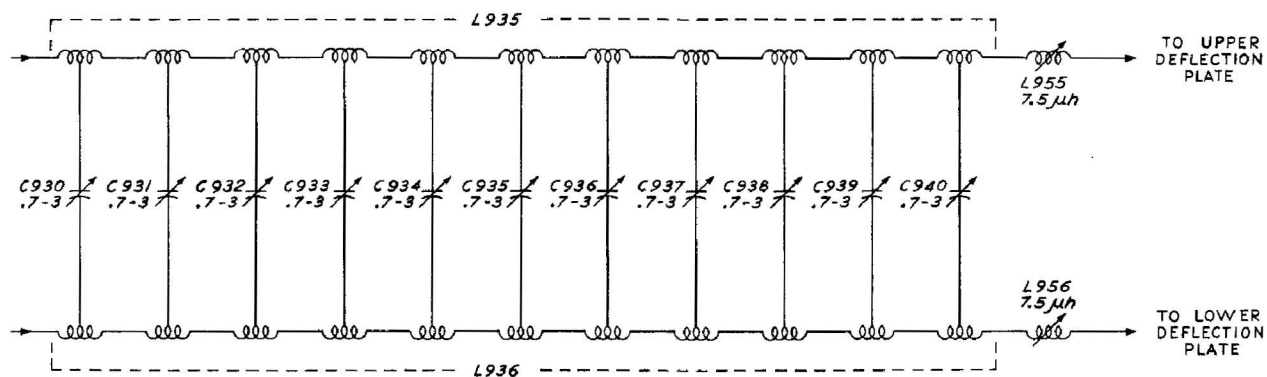 L935
TO UPPER
DEFLECTION
PLATE
L955
7.5 μh
C930
.7-3
C931
.7-3
C932
.7-3
C933
.7-3
C934
.7-3
C935
.7-3
C936
.7-3
C937
.7-3
C938
.7-3
C939
.7-3
C940
.7-3
L956
7.5 μh
TO LOWER
DEFLECTION
PLATE
L936